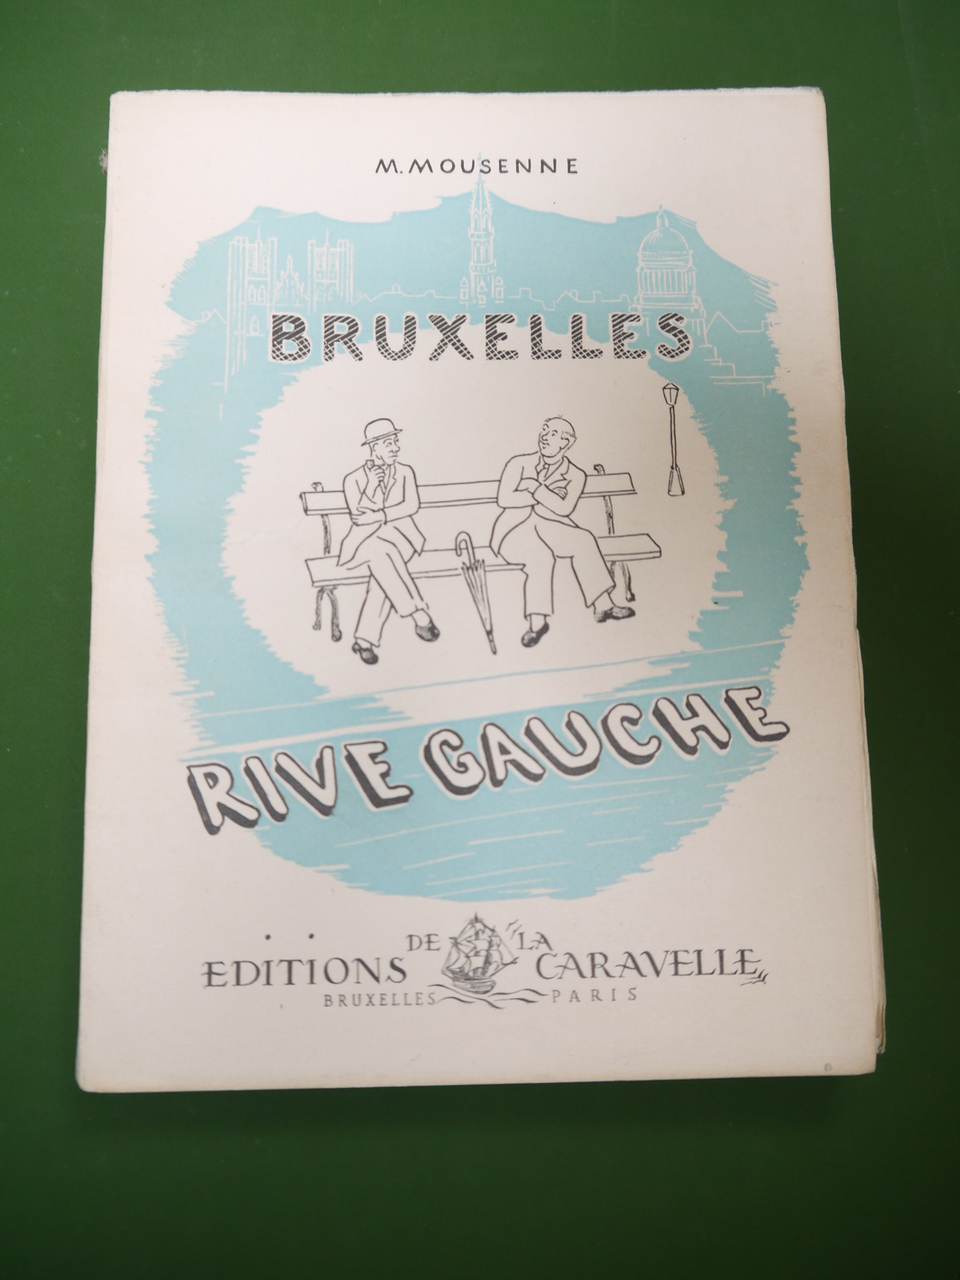 M. MOUSENNE
BRUXELLES
RIVE GAUCHE
EDITIONS DE LA CARAVELLE
BRUXELLES PARIS